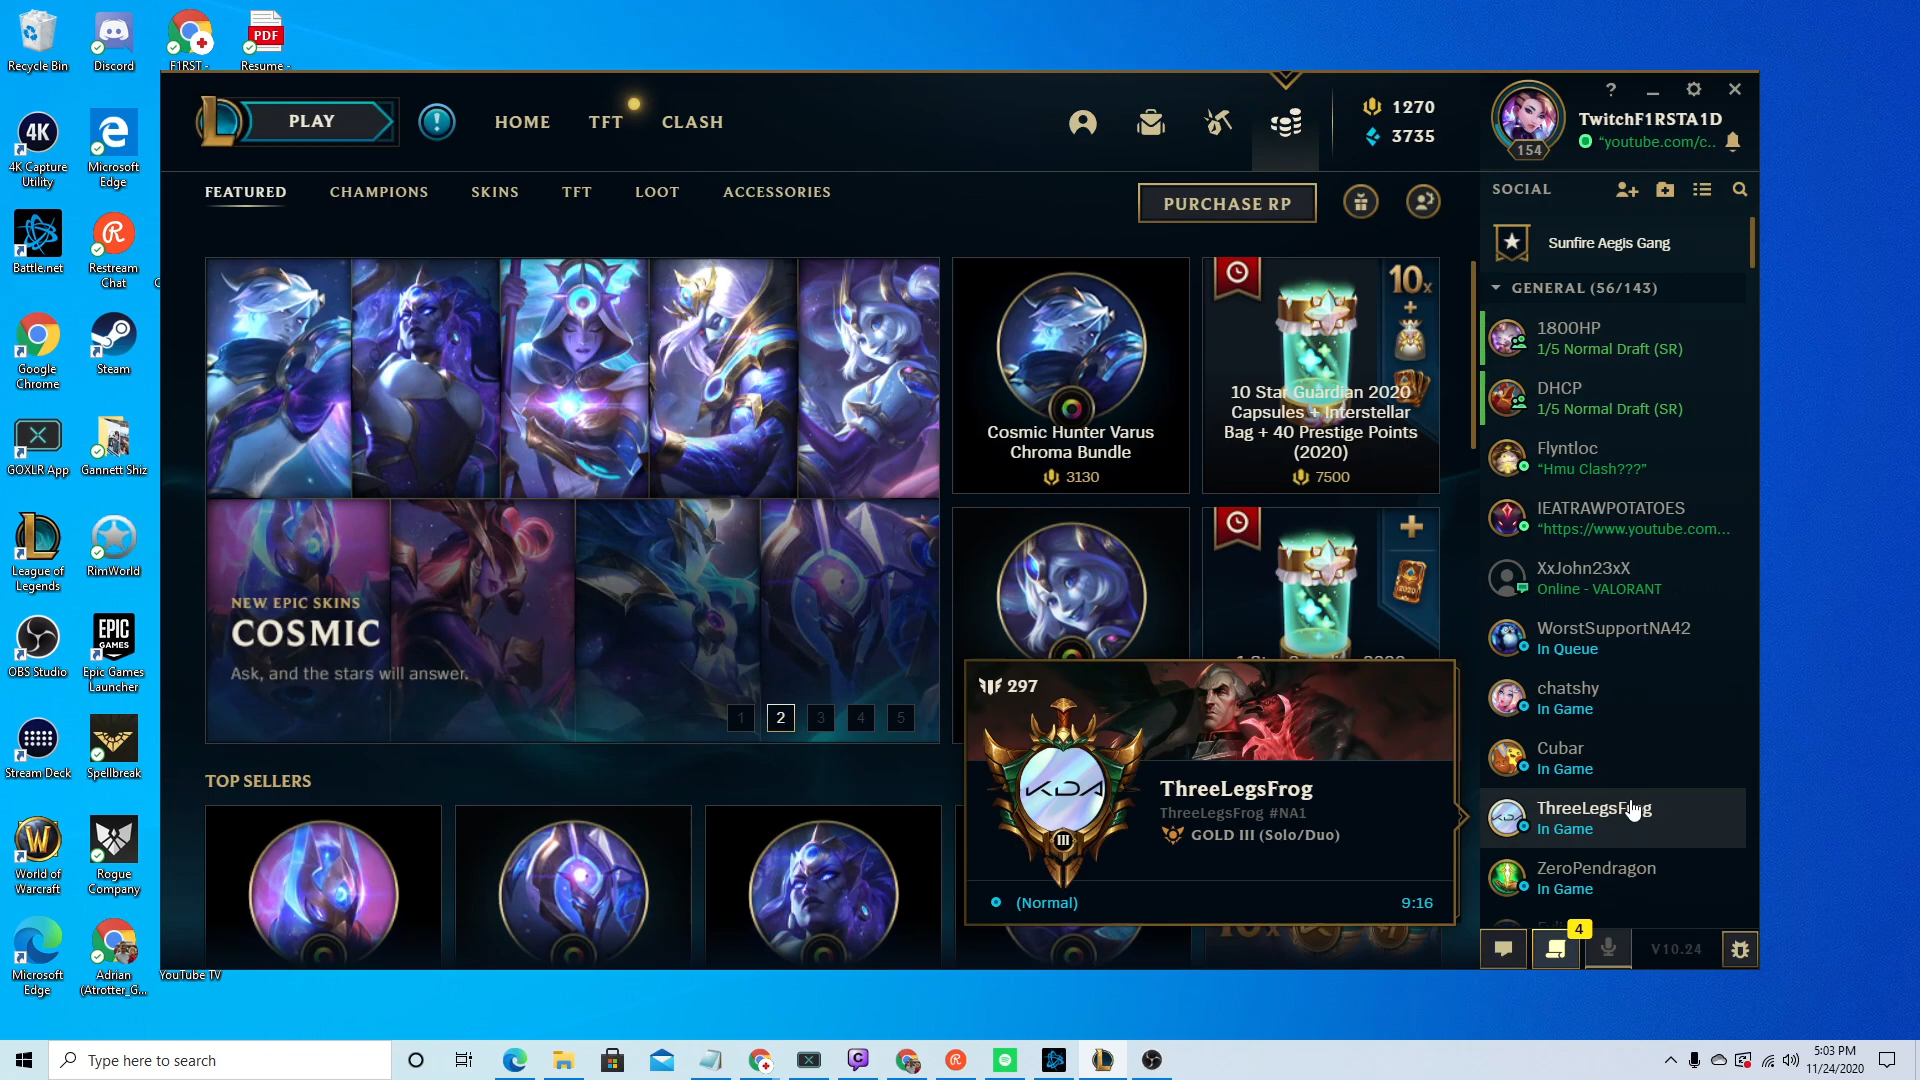 Recycle Bin
Discord
F1RST -
PDF
Resume -
4K
4K Capture
Utility
Microsoft
Edge
Battle.net
Restream
Chat
Google
Chrome
Steam
GOXLR App
Gannett Shiz
League of
Legends
RimWorld
OBS Studio
EPIC
GAMES
Epic Games
Launcher
Stream Deck
Spellbreak
World of
Warcraft
Rogue
Company
Microsoft
Edge
Adrian
(Atrotter_G...
YouTube TV
PLAY
HOME
TFT
CLASH
1270
3735
154
TwitchF1RSTA1D
"youtube.com/c..
FEATURED
CHAMPIONS
SKINS
TFT
LOOT
ACCESSORIES
PURCHASE RP
NEW EPIC SKINS
COSMIC
Ask, and the stars will answer.
1
2
3
4
5
Cosmic Hunter Varus
Chroma Bundle
3130
10x
+
10 Star Guardian 2020
Capsules + Interstellar
Bag + 40 Prestige Points
(2020)
7500
TOP SELLERS
297
KDA
III
ThreeLegsFrog
ThreeLegsFrog #NA1
GOLD III (Solo/Duo)
(Normal)
9:16
SOCIAL
Sunfire Aegis Gang
GENERAL (56/143)
1800HP
1/5 Normal Draft (SR)
DHCP
1/5 Normal Draft (SR)
Flyntloc
"Hmu Clash???"
IEATRAWPOTATOES
"https://www.youtube.com...
XxJohn23xX
Online - VALORANT
WorstSupportNA42
In Queue
chatshy
In Game
Cubar
In Game
ThreeLegsFrog
In Game
ZeroPendragon
In Game
4
V10.24
Type here to search
5:03 PM
11/24/2020